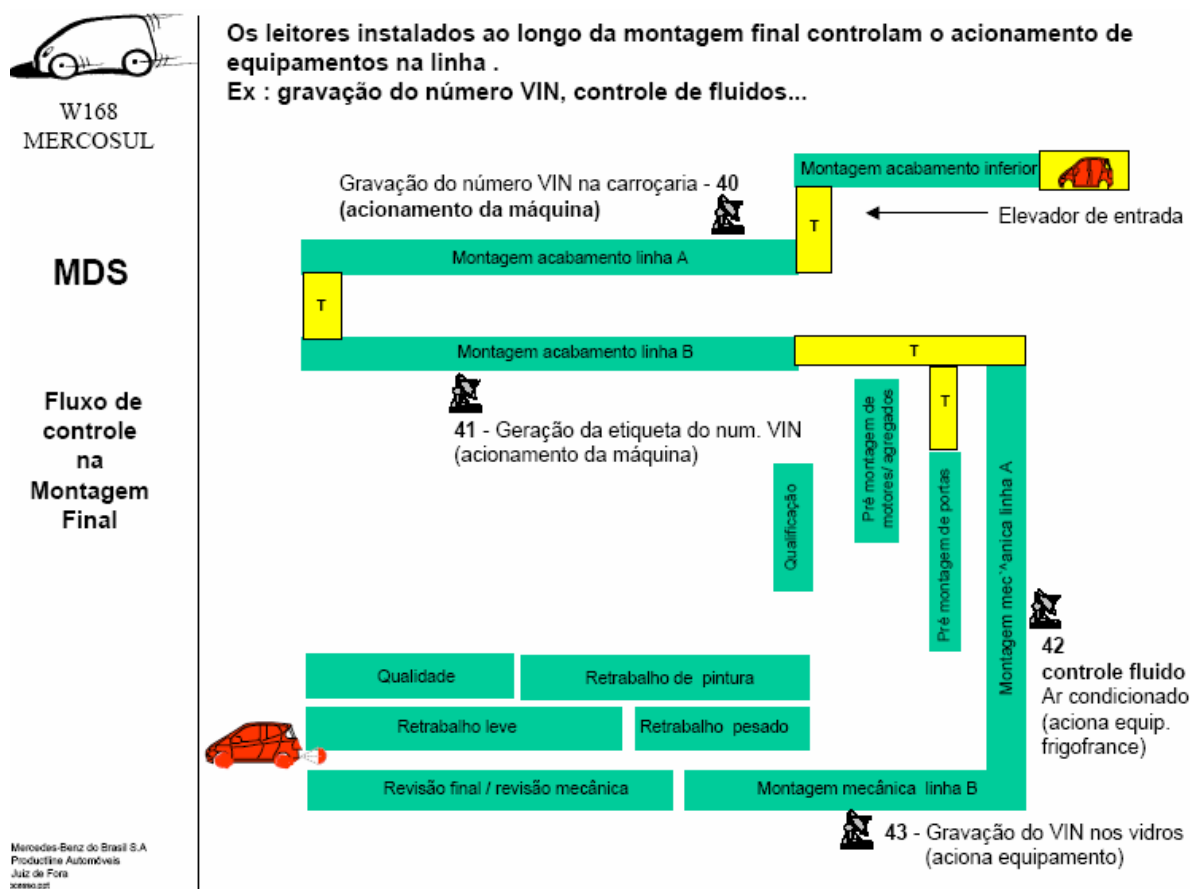 Os leitores instalados ao longo da montagem final controlam o acionamento de
equipamentos na linha .
Ex : gravação do número VIN, controle de fluidos...
W168
MERCOSUL
MDS
Fluxo de
controle
na
Montagem
Final
Montagem acabamento inferior
Gravação do número VIN na carroçaria - 40
(acionamento da máquina)
T
Elevador de entrada
Montagem acabamento linha A
T
Montagem acabamento linha B
T
T
41 - Geração da etiqueta do num. VIN
(acionamento da máquina)
Qualificação
Pré montagem de
motores/ agregados
Pré montagem de portas
Montagem mec`^anica linha A
42
controle fluido
Ar condicionado
(aciona equip.
frigofrance)
Qualidade
Retrabalho de pintura
Retrabalho leve
Retrabalho pesado
Revisão final / revisão mecânica
Montagem mecânica linha B
43 - Gravação do VIN nos vidros
(aciona equipamento)
Mercedes-Benz do Brasil S.A
Productline Automóveis
Juiz de Fora